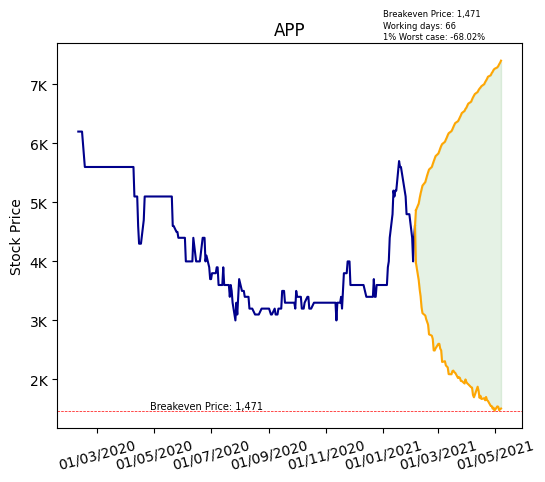 Breakeven Price: 1,471
Working days: 66
1% Worst case: -68.02%
APP
Stock Price
7K
6K
5K
4K
3K
2K
Breakeven Price: 1,471
01/03/2020
01/05/2020
01/07/2020
01/09/2020
01/11/2020
01/01/2021
01/03/2021
01/05/2021